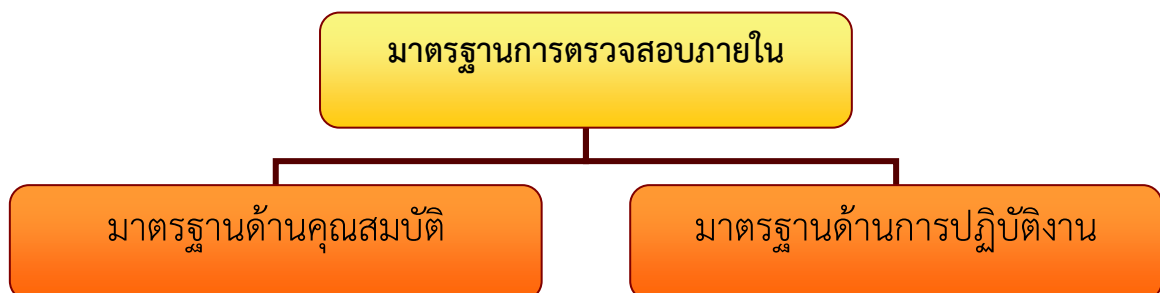 มาตรฐานการตรวจสอบภายใน
มาตรฐานด้านคุณสมบัติ
มาตรฐานด้านการปฏิบัติงาน